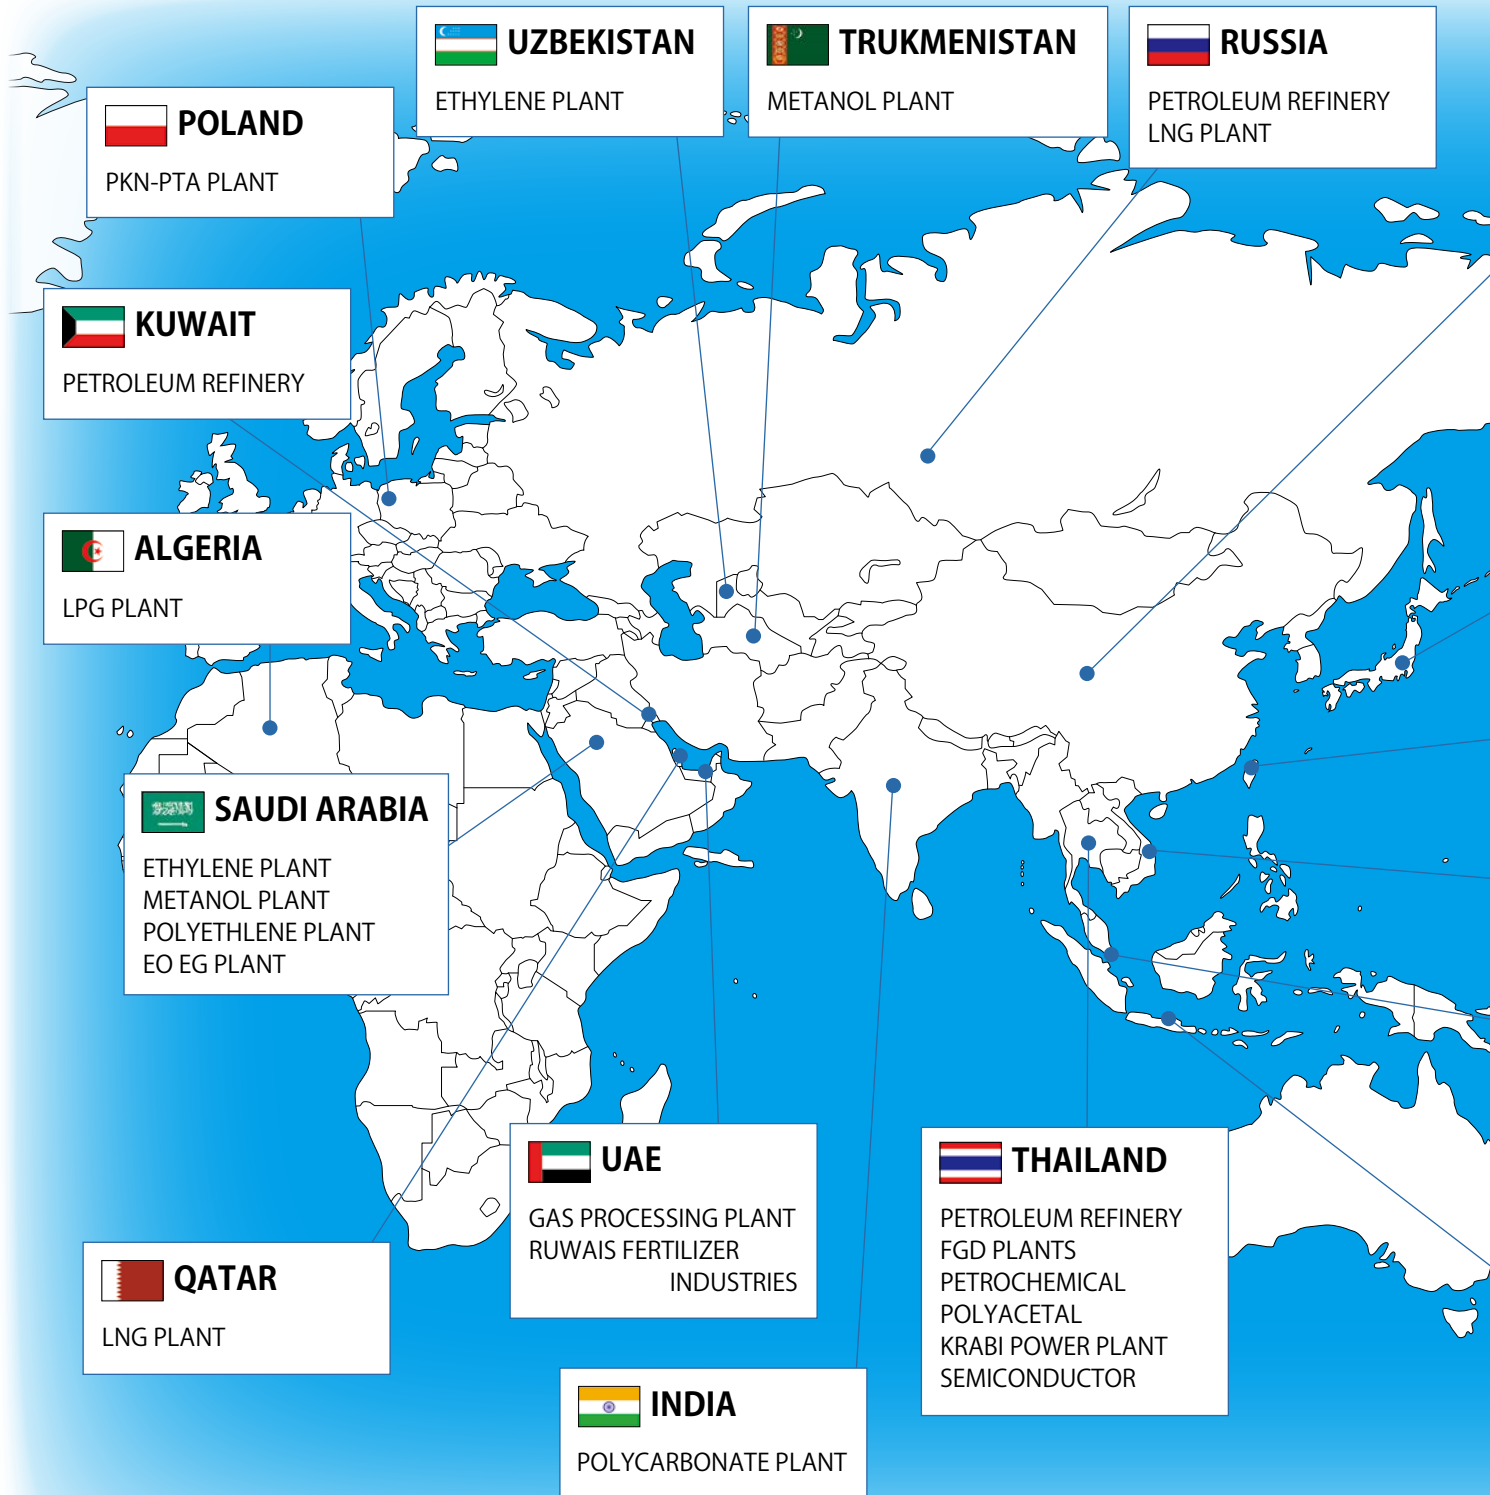 UZBEKISTAN
ETHYLENE PLANT
TRUKMENISTAN
METANOL PLANT
RUSSIA
PETROLEUM REFINERY
LNG PLANT
POLAND
PKN-PTA PLANT
KUWAIT
PETROLEUM REFINERY
ALGERIA
LPG PLANT
SAUDI ARABIA
ETHYLENE PLANT
METANOL PLANT
POLYETHLENE PLANT
EO EG PLANT
UAE
GAS PROCESSING PLANT
RUWAIS FERTILIZER
INDUSTRIES
THAILAND
PETROLEUM REFINERY
FGD PLANTS
PETROCHEMICAL
POLYACETAL
KRABI POWER PLANT
SEMICONDUCTOR
QATAR
LNG PLANT
INDIA
POLYCARBONATE PLANT